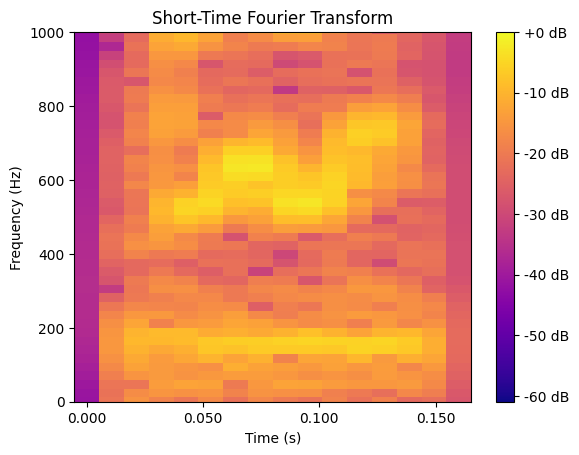 Short-Time Fourier Transform
1000
800
600
400
200
0
Frequency (Hz)
0.000
0.050
0.100
0.150
Time (s)
+0 dB
-10 dB
-20 dB
-30 dB
-40 dB
-50 dB
-60 dB